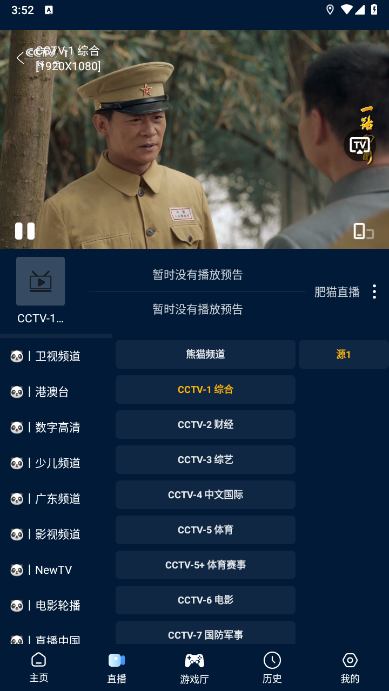 3:52
A
CCTV-1 综合
[1920X1080]
一路
TV
暂时没有播放预告
暂时没有播放预告
肥猫直播
CCTV-1...
卫视频道
港澳台
数字高清
少儿频道
广东频道
影视频道
NewTV
电影轮播
直播中国
熊猫频道
CCTV-1 综合
CCTV-2 财经
CCTV-3 综艺
CCTV-4 中文国际
CCTV-5 体育
CCTV-5+ 体育赛事
CCTV-6 电影
CCTV-7 国防军事
源1
主页
直播
游戏厅
历史
我的